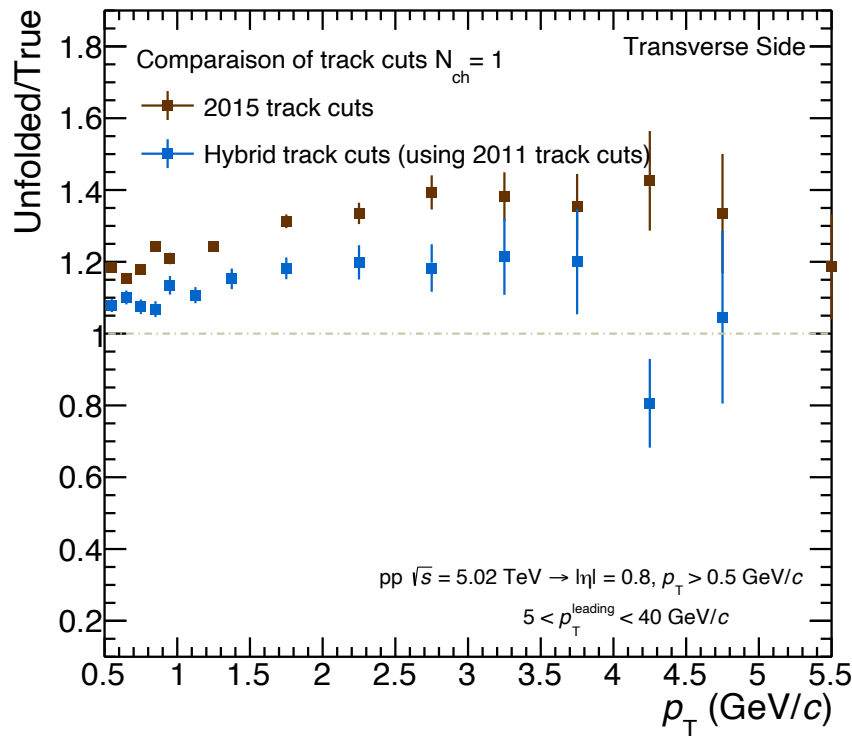 Transverse Side
Comparaison of track cuts N_ch = 1
2015 track cuts
Hybrid track cuts (using 2011 track cuts)
Unfolded/True
1.8
1.6
1.4
1.2
1
0.8
0.6
0.4
0.2
pp √s = 5.02 TeV → |η| = 0.8, p_T > 0.5 GeV/c
5 < p_T^leading < 40 GeV/c
0.5 1 1.5 2 2.5 3 3.5 4 4.5 5 5.5
p_T (GeV/c)